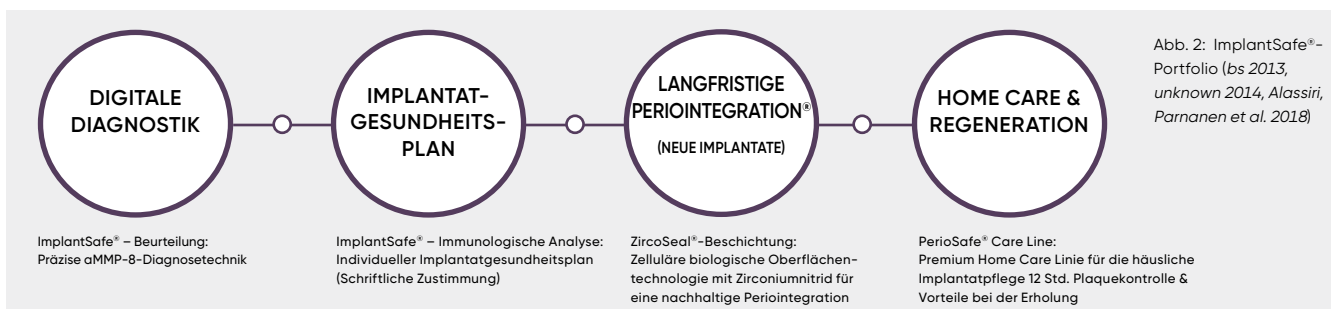 DIGITALE
DIAGNOSTIK
IMPLANTAT-
GESUNDHEITS-
PLAN
LANGFRISTIGE
PERIOINTEGRATION®
(NEUE IMPLANTATE)
HOME CARE &
REGENERATION
Abb. 2: ImplantSafe®-
Portfolio (bs 2013,
unknown 2014, Alassiri,
Parnanen et al. 2018)
ImplantSafe® – Beurteilung:
Präzise aMMP-8-Diagnosetechnik
ImplantSafe® – Immunologische Analyse:
Individueller Implantatgesundheitsplan
(Schriftliche Zustimmung)
ZircoSeal®-Beschichtung:
Zelluläre biologische Oberflächen-
technologie mit Zirconiumnitrid für
eine nachhaltige Periointegration
PerioSafe® Care Line:
Premium Home Care Linie für die häusliche
Implantatpflege 12 Std. Plaquekontrolle &
Vorteile bei der Erholung